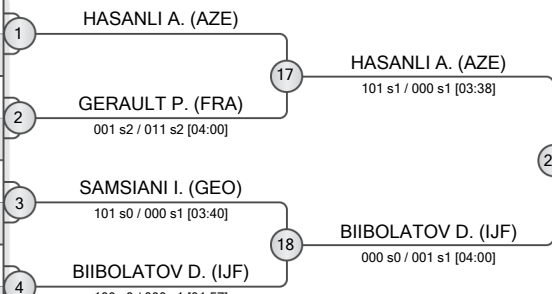 HASANLI A. (AZE)
1
17
HASANLI A. (AZE)
101 s1 / 000 s1 [03:38]
GERAULT P. (FRA)
2
001 s2 / 011 s2 [04:00]
SAMSIANI I. (GEO)
3
101 s0 / 000 s1 [03:40]
18
BIIBOLATOV D. (IJF)
000 s0 / 001 s1 [04:00]
BIIBOLATOV D. (IJF)
4